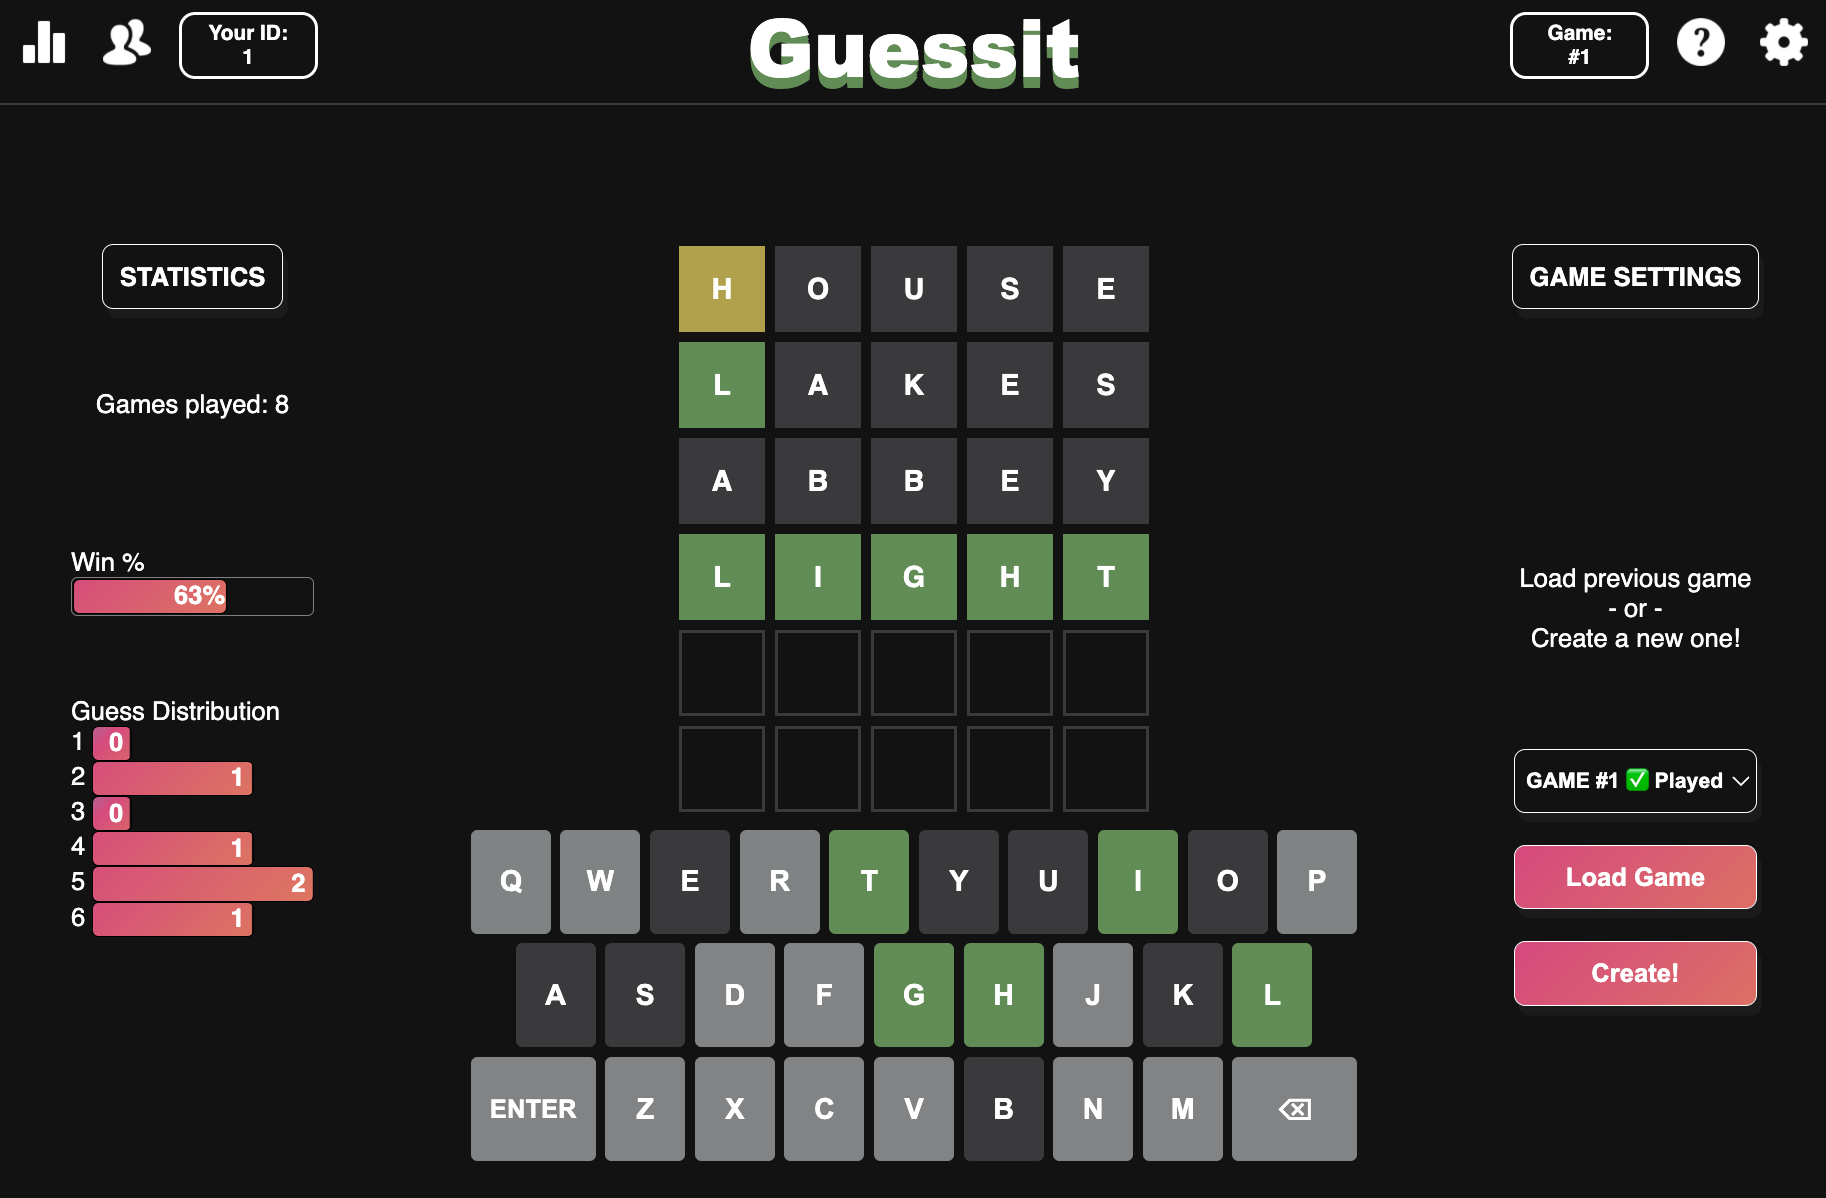 Your ID:
1
Guessit
Game:
#1
?
STATISTICS
Games played: 8
Win %
63%
Guess Distribution
1 0
2 1
3 0
4 1
5 2
6 1
H O U S E
L A K E S
A B B E Y
L I G H T
Q W E R T Y U I O P
A S D F G H J K L
ENTER Z X C V B N M
GAME SETTINGS
Load previous game
- or -
Create a new one!
GAME #1 ✅ Played
Load Game
Create!